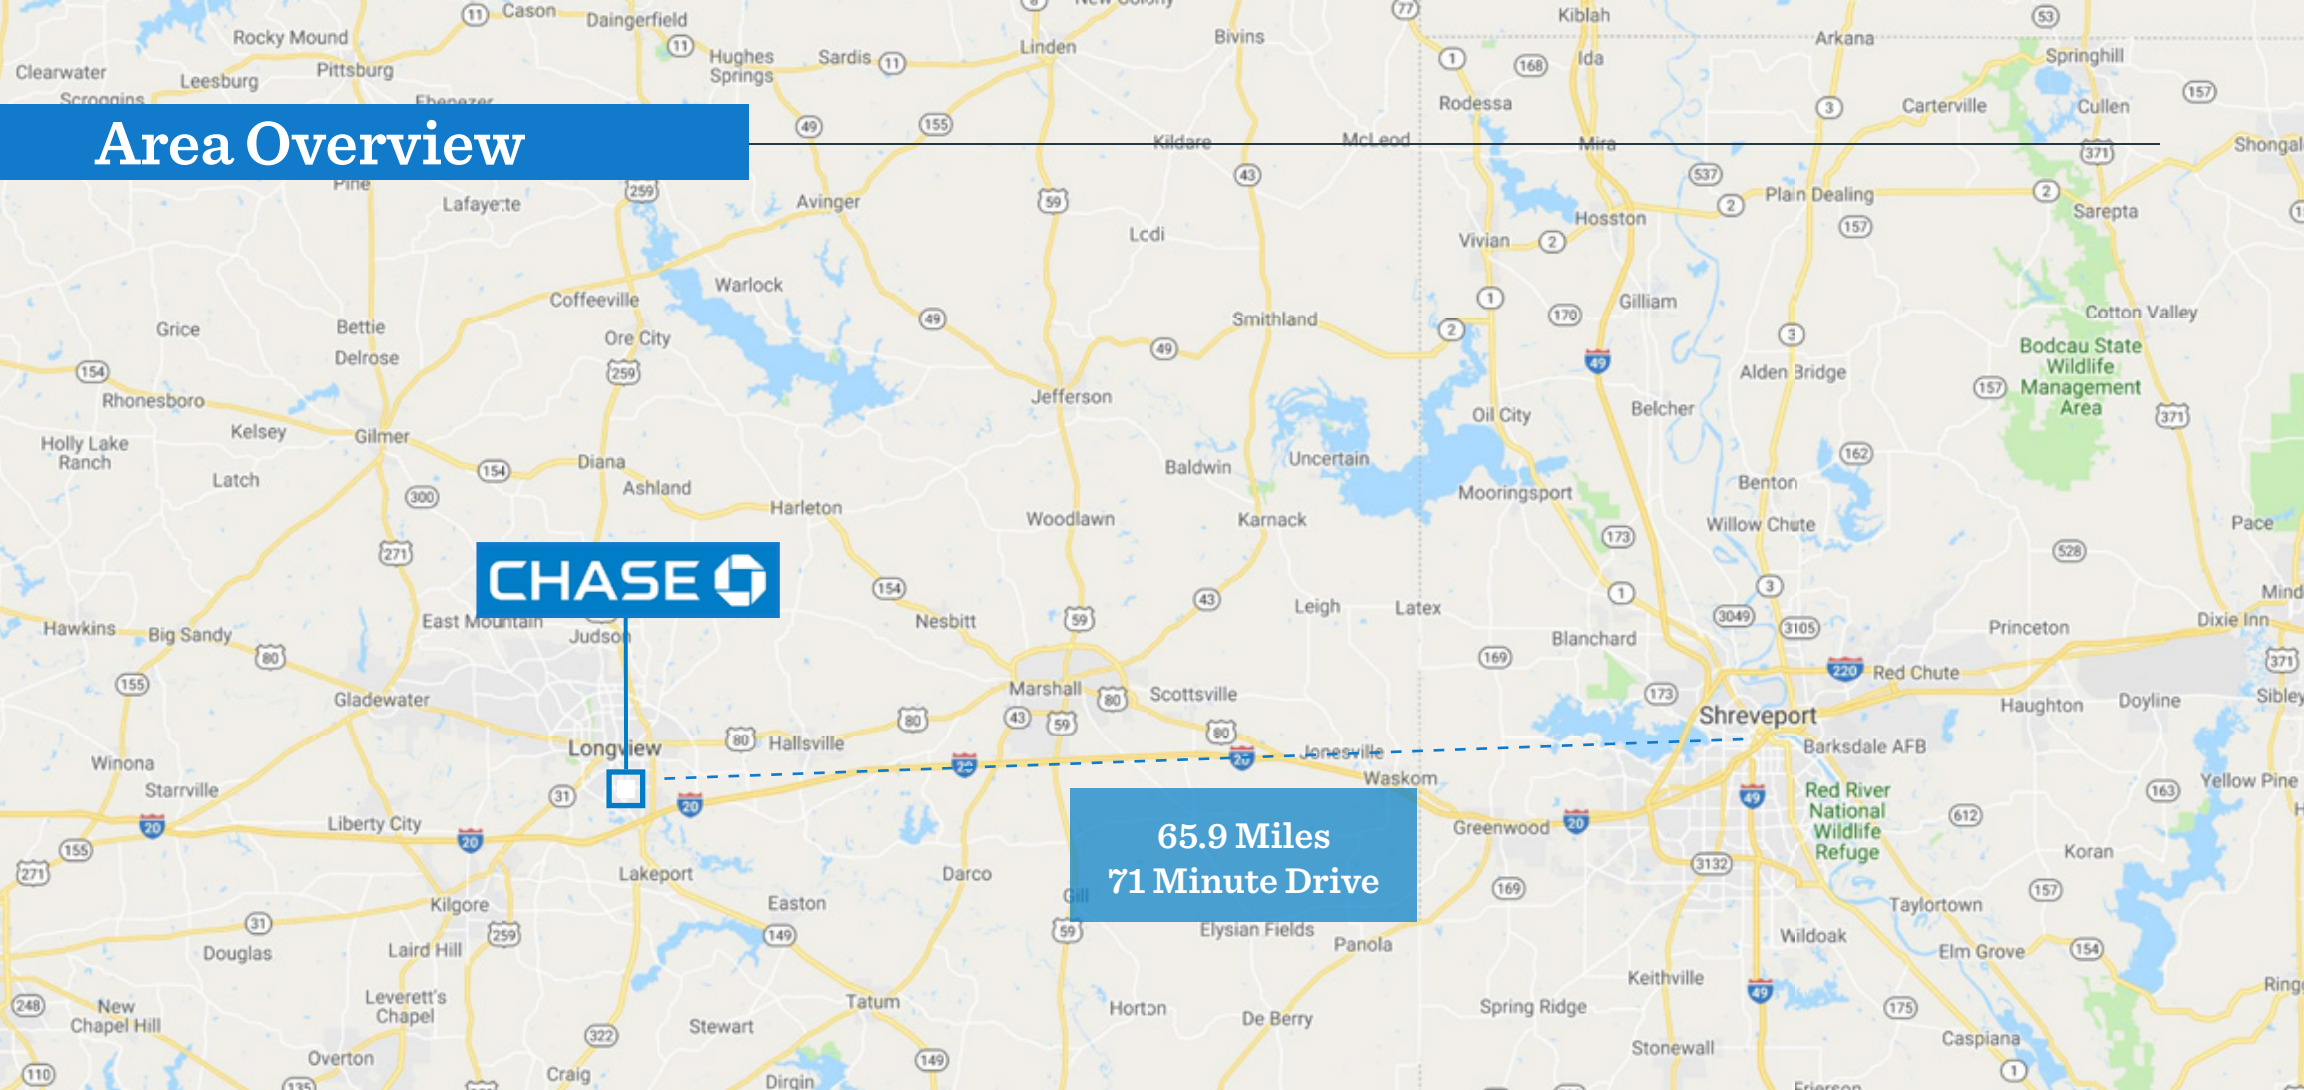 Cason
Daingerfield
New Colony
Kiblah
Rocky Mound
Hughes
Springs
Sardis
Linden
Bivins
Arkana
Springhill
Clearwater
Leesburg
Pittsburg
Ida
Scroggins
Ebenezer
Rodessa
Carterville
Cullen
Area Overview
Kildare
McLeod
Mira
Pine
Lafayette
Avinger
Plain Dealing
Sarepta
Hosston
Lodi
Vivian
Warlock
Coffeeville
Gilliam
Cotton Valley
Grice
Bettie
Ore City
Smithland
Delrose
Bodcau State
Wildlife
Management
Area
Alden Bridge
Rhonesboro
Jefferson
Oil City
Belcher
Kelsey
Gilmer
Holly Lake
Ranch
Diana
Baldwin
Uncertain
Latch
Ashland
Mooringsport
Benton
Harleton
Woodlawn
Karnack
Willow Chute
Pace
CHASE
East Mountain
Judson
Nesbitt
Leigh
Latex
Hawkins
Big Sandy
Blanchard
Princeton
Dixie Inn
Red Chute
Gladewater
Marshall
Scottsville
Shreveport
Haughton
Doyline
Sibley
Longview
Hallsville
Jonesville
Barksdale AFB
Winona
Waskom
Starrville
Yellow Pine
Red River
National
Wildlife
Refuge
Liberty City
Greenwood
65.9 Miles
71 Minute Drive
Koran
Lakeport
Darco
Gill
Kilgore
Easton
Taylortown
Elysian Fields
Panola
Wildoak
Douglas
Laird Hill
Elm Grove
Keithville
Leverett's
Chapel
New
Chapel Hill
Tatum
Horton
De Berry
Spring Ridge
Stewart
Caspiana
Stonewall
Overton
Craig
Dirgin